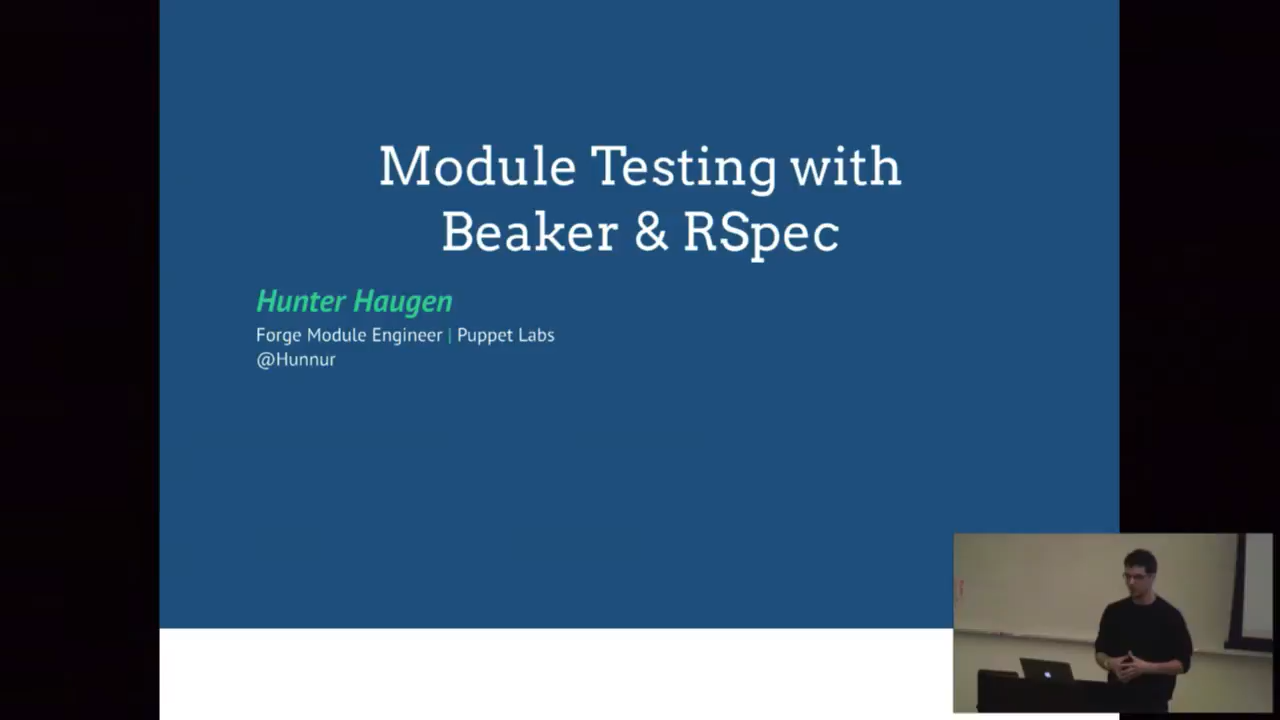 Module Testing with
Beaker & RSpec
Hunter Haugen
Forge Module Engineer | Puppet Labs
@Hunnur